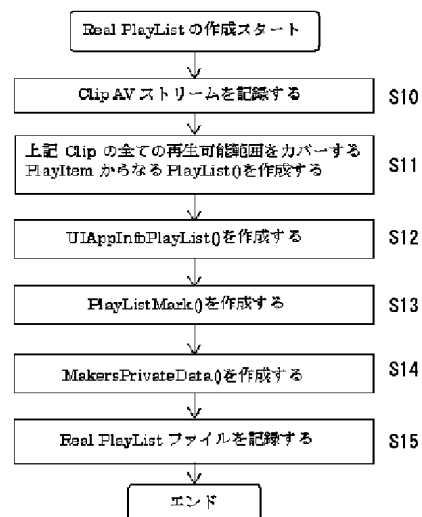 Real PlayList の作成スタート
Clip AV ストリームを記録する
S10
上記 Clip の全ての再生可能範囲をカバーする
PlayItem からなる PlayList()を作成する
S11
UIAppInfoPlayList()を作成する
S12
PlayListMark()を作成する
S13
MakersPrivateData()を作成する
S14
Real PlayList ファイルを記録する
S15
エンド